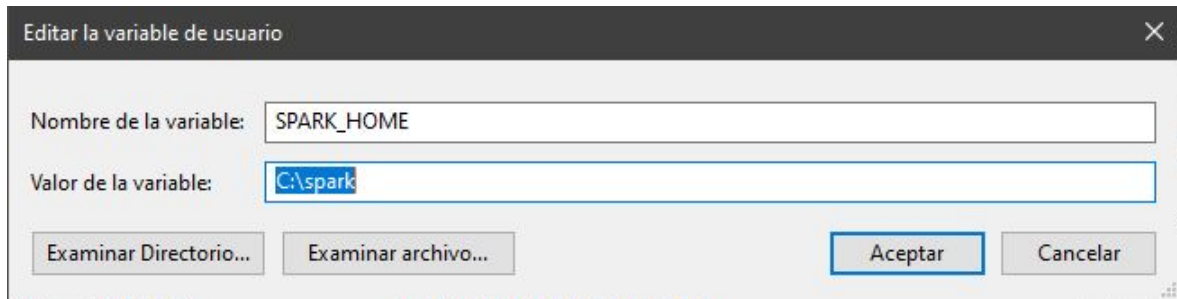 Editar la variable de usuario
Nombre de la variable: SPARK_HOME
Valor de la variable: C:\spark
Examinar Directorio... Examinar archivo... Aceptar Cancelar